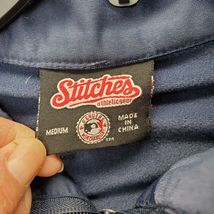 Stitches
athletic gear
MEDIUM
MADE IN
CHINA